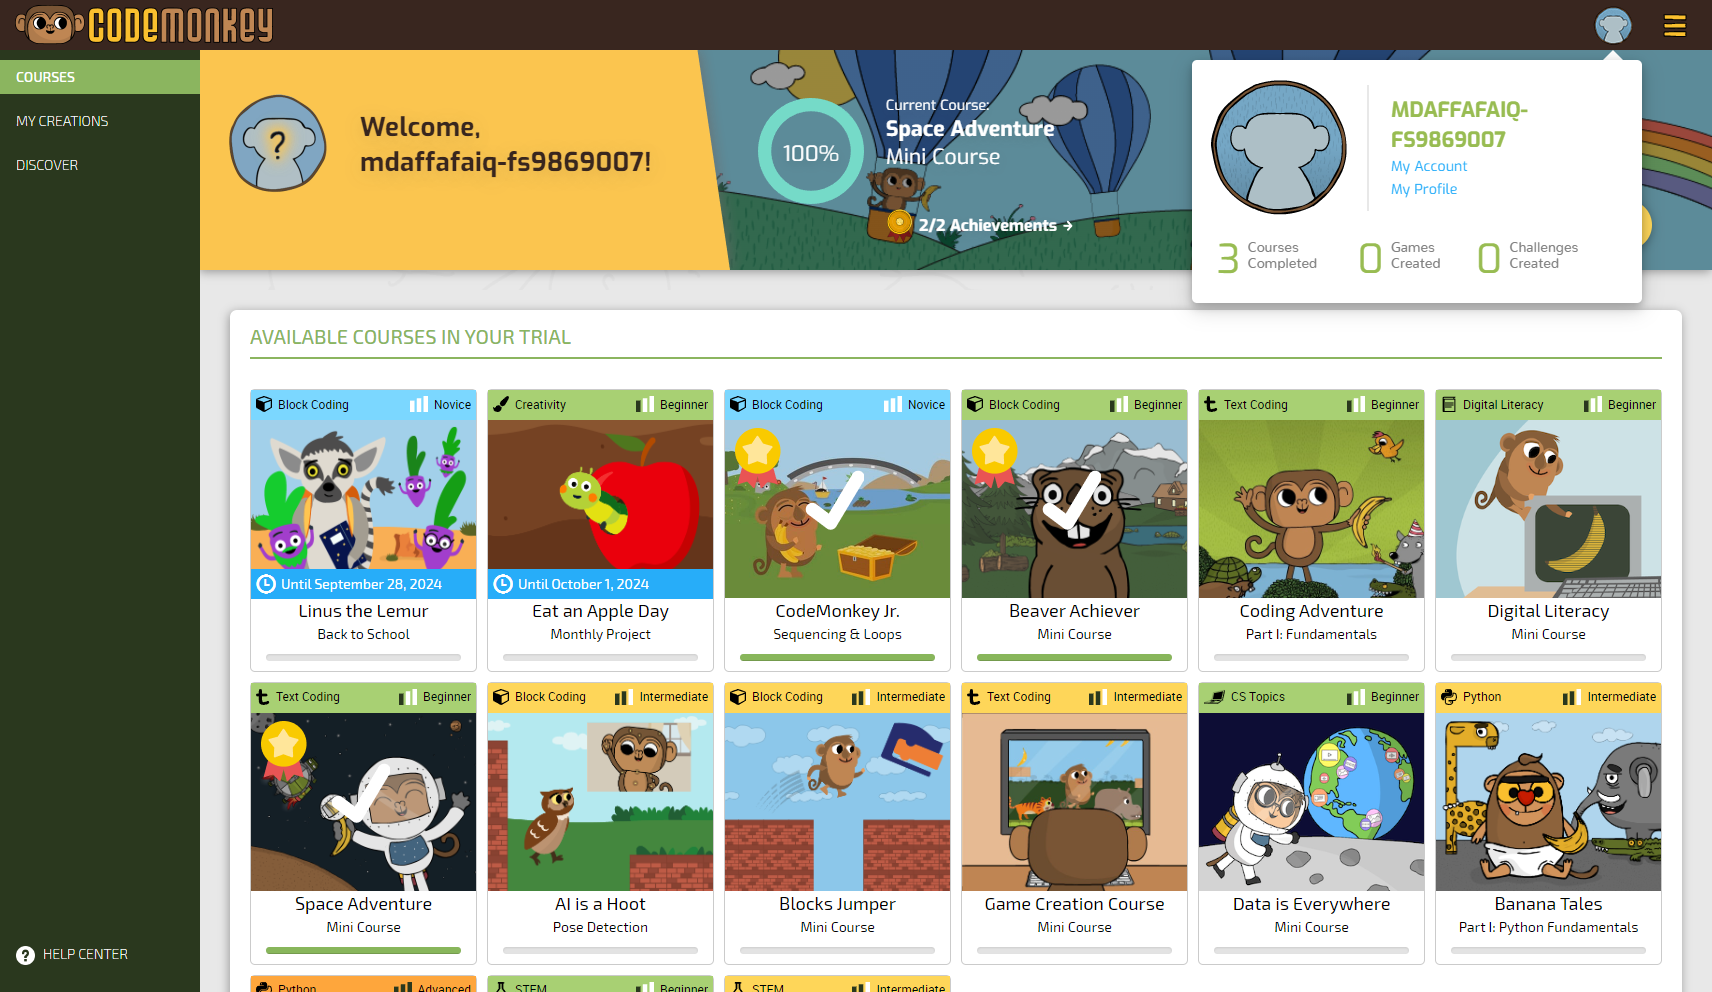 CODEMONKEY
COURSES
MY CREATIONS
DISCOVER
HELP CENTER
?
Welcome,
mdaffafaiq-fs9869007!
100%
Current Course:
Space Adventure
Mini Course
2/2 Achievements →
MDAFFAFAIQ-
FS9869007
My Account
My Profile
3 Courses Completed
0 Games Created
0 Challenges Created
AVAILABLE COURSES IN YOUR TRIAL
Block Coding Novice
Until September 28, 2024
Linus the Lemur
Back to School
Creativity Beginner
Until October 1, 2024
Eat an Apple Day
Monthly Project
Block Coding Novice
CodeMonkey Jr.
Sequencing & Loops
Block Coding Beginner
Beaver Achiever
Mini Course
Text Coding Beginner
Coding Adventure
Part I: Fundamentals
Digital Literacy Beginner
Digital Literacy
Mini Course
Text Coding Beginner
Space Adventure
Mini Course
Block Coding Intermediate
AI is a Hoot
Pose Detection
Block Coding Intermediate
Blocks Jumper
Mini Course
Text Coding Intermediate
Game Creation Course
Mini Course
CS Topics Beginner
Data is Everywhere
Mini Course
Python Intermediate
Banana Tales
Part I: Python Fundamentals
Python Advanced
STEM Beginner
STEM Intermediate